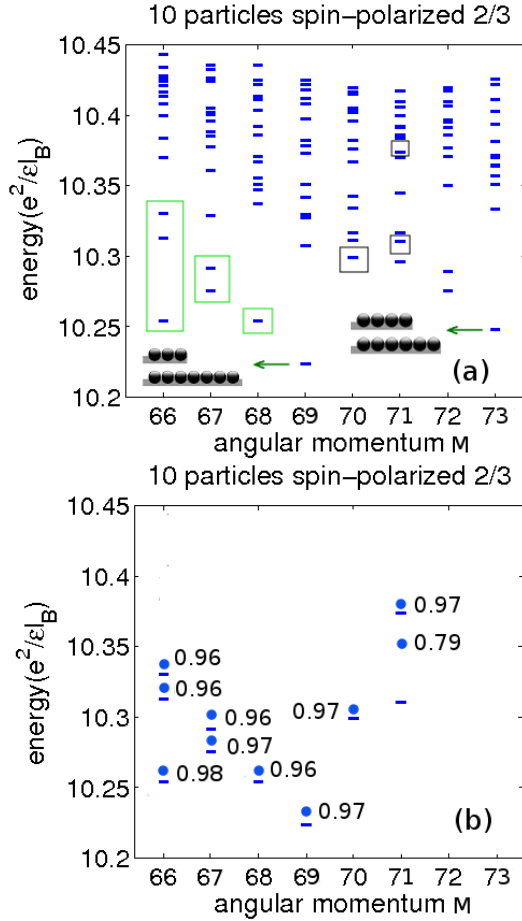 10 particles spin−polarized 2/3
10.45
10.4
10.35
10.3
10.25
10.2
energy(e²/εl_B)
(a)
66 67 68 69 70 71 72 73
angular momentum M
10 particles spin−polarized 2/3
10.45
10.4
10.35
10.3
10.25
10.2
energy(e²/εl_B)
0.97
0.79
0.96
0.96
0.96
0.97
0.97
0.98
0.96
0.97
(b)
66 67 68 69 70 71 72 73
angular momentum M